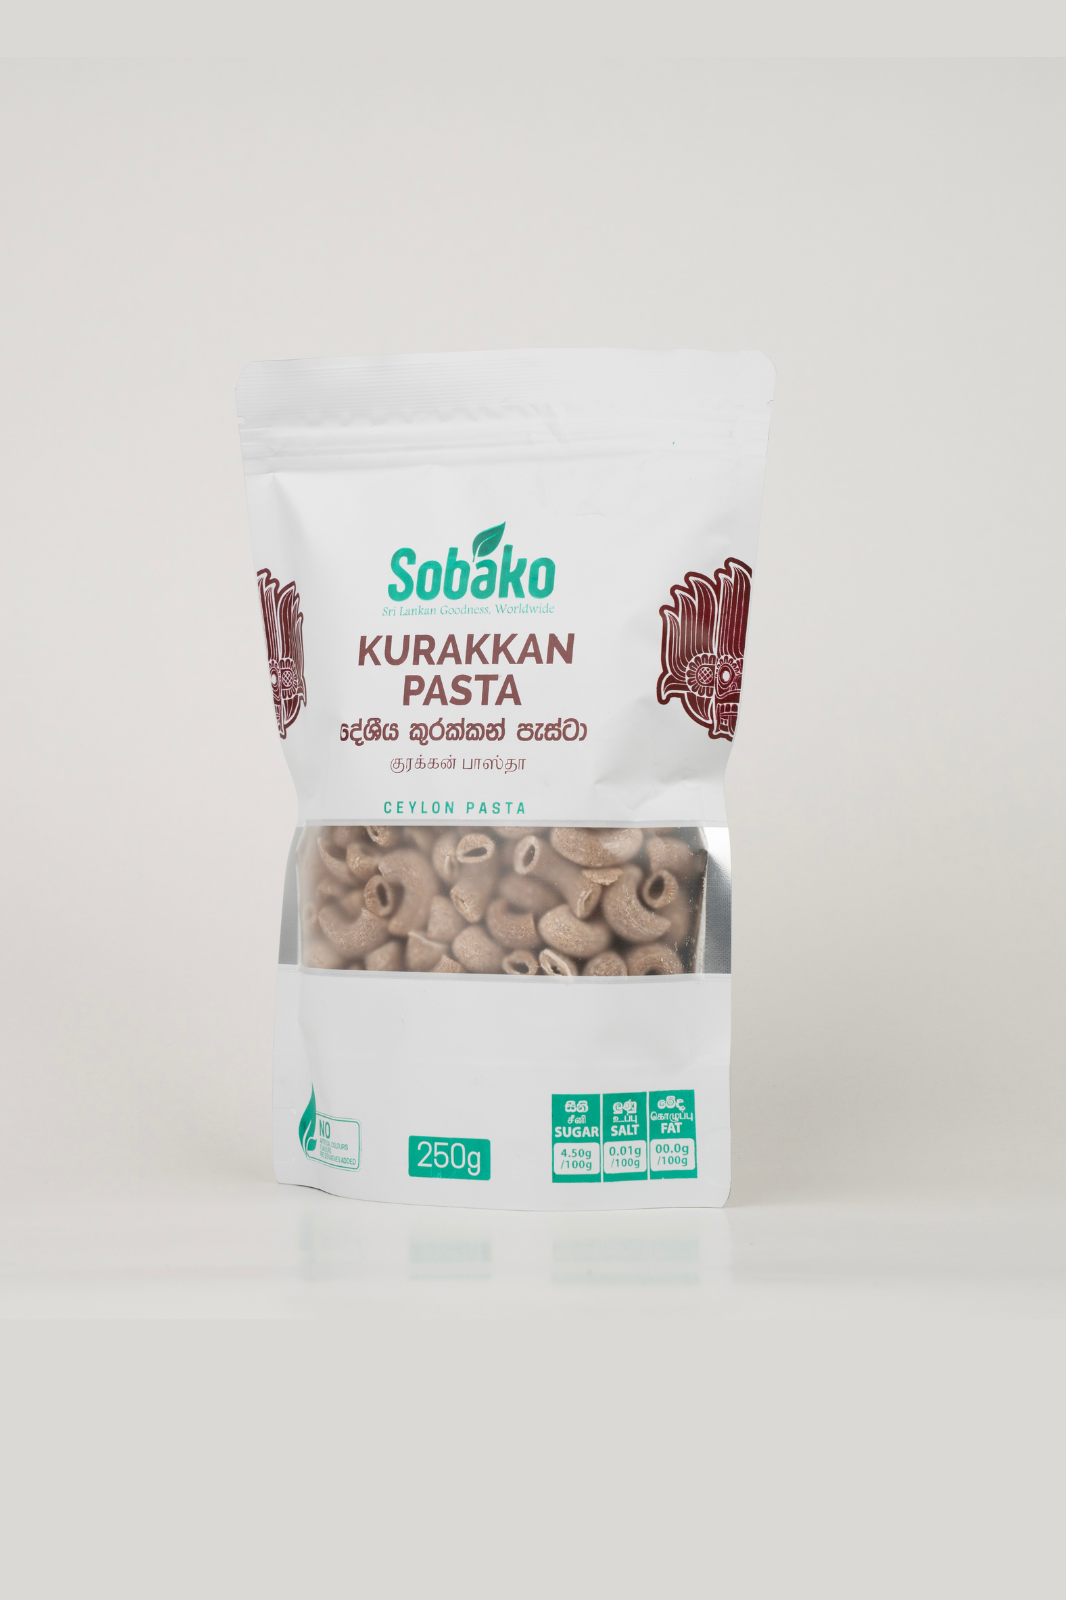 Sobako
Sri Lankan Goodness, Worldwide
KURAKKAN
PASTA
දේශීය කුරක්කන් පැස්ටා
குரக்கன் பாஸ்தா
CEYLON PASTA
NO
250g
සීනි
சீனி
SUGAR
4.50g
/100g
ලුණු
உப்பு
SALT
0.01g
/100g
මේද
கொழுப்பு
FAT
00.0g
/100g